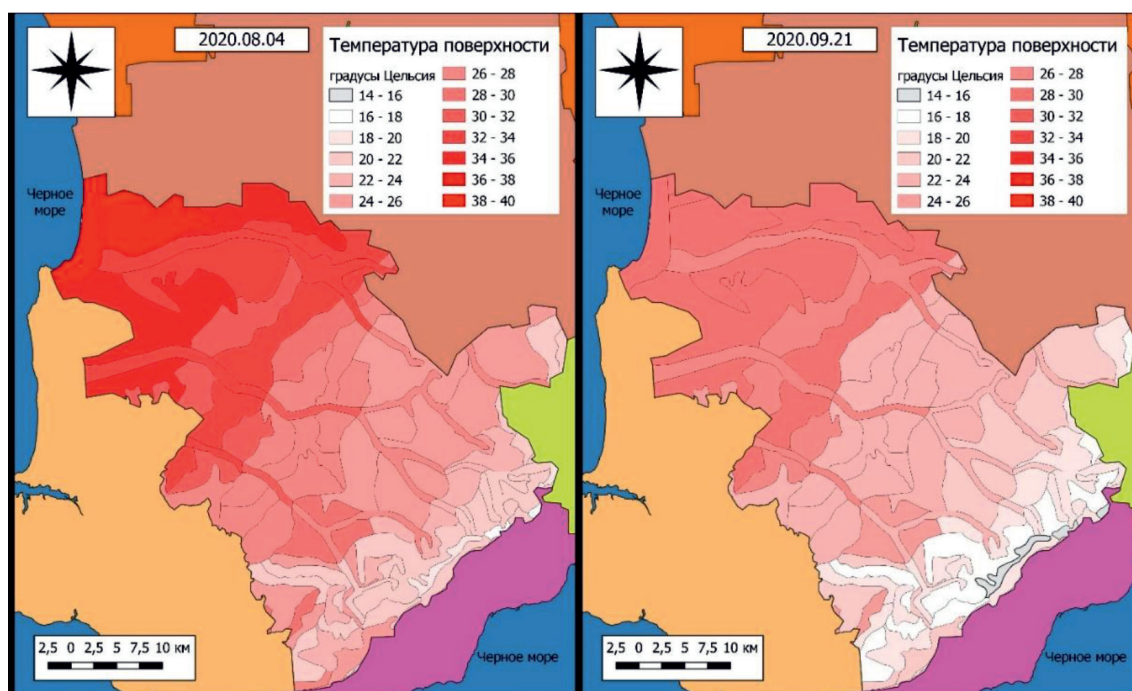 2020.08.04
Температура поверхности
градусы Цельсия
14 - 16
16 - 18
18 - 20
20 - 22
22 - 24
24 - 26
26 - 28
28 - 30
30 - 32
32 - 34
34 - 36
36 - 38
38 - 40
Черное
море
2,5 0 2,5 5 7,5 10 км
Черное море
2020.09.21
Температура поверхности
градусы Цельсия
14 - 16
16 - 18
18 - 20
20 - 22
22 - 24
24 - 26
26 - 28
28 - 30
30 - 32
32 - 34
34 - 36
36 - 38
38 - 40
Черное
море
2,5 0 2,5 5 7,5 10 км
Черное море